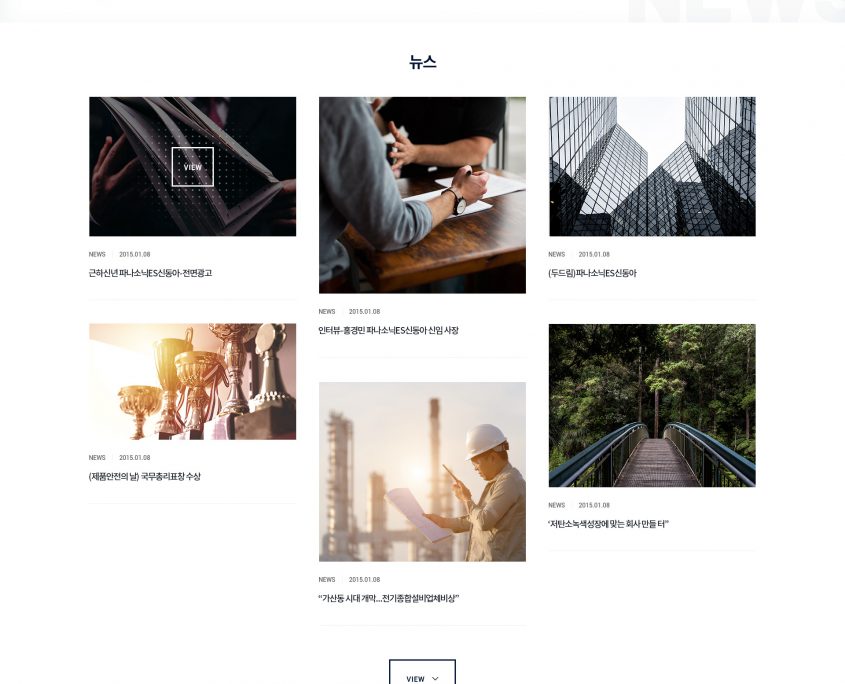 NEWS
뉴스
VIEW
NEWS 2015.01.08
근하신년 파나소닉ES신동아-전면광고
NEWS 2015.01.08
(제품안전의 날) 국무총리표창 수상
NEWS 2015.01.08
인터뷰-홍경민 파나소닉ES신동아 신임 사장
NEWS 2015.01.08
“가산동 시대 개막...전기종합설비업체비상”
NEWS 2015.01.08
(두드림)파나소닉ES신동아
NEWS 2015.01.08
‘저탄소녹색성장에 맞는 회사 만들 터”
VIEW